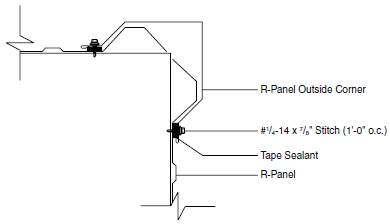 R-Panel Outside Corner
#1/4-14 x 7/8" Stitch (1'-0" o.c.)
Tape Sealant
R-Panel